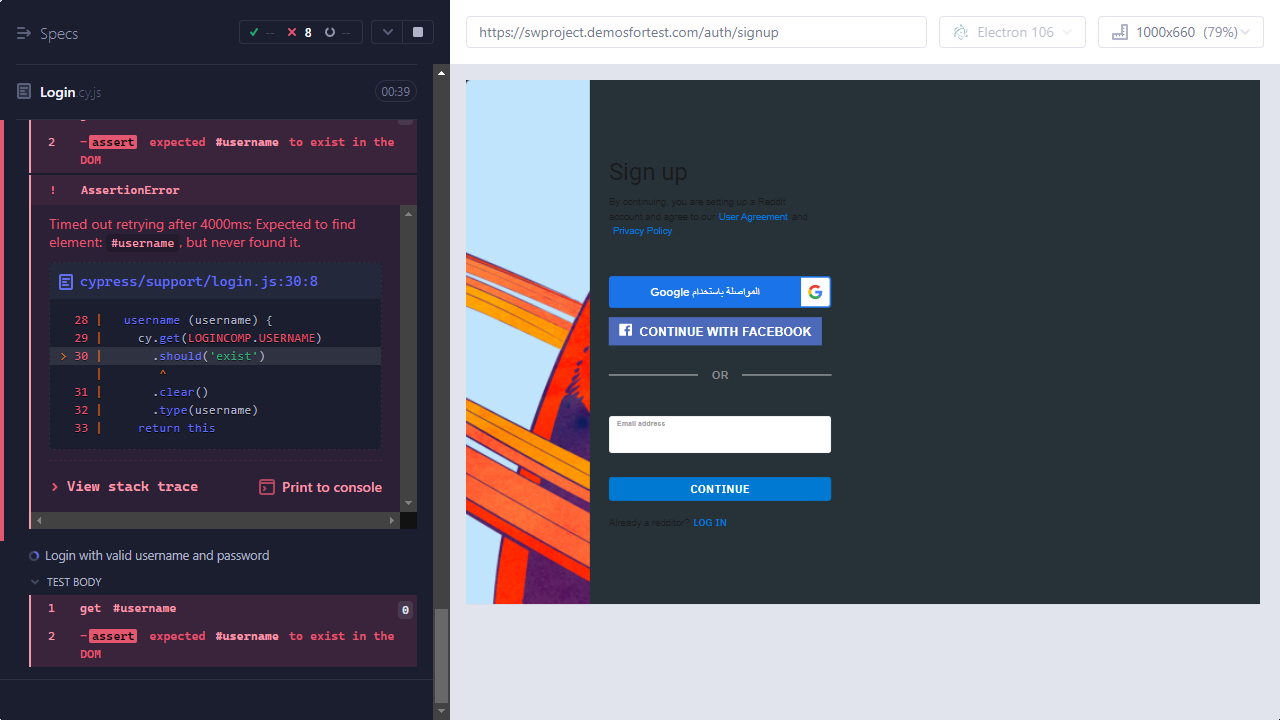 Specs
-- 8 --
Login.cy.js
00:39
2 -assert expected #username to exist in the
DOM
! AssertionError
Timed out retrying after 4000ms: Expected to find
element: #username, but never found it.
cypress/support/login.js:30:8
28 | username (username) {
29 | cy.get(LOGINCOMP.USERNAME)
> 30 | .should('exist')
| ^
31 | .clear()
32 | .type(username)
33 | return this
> View stack trace
Print to console
Login with valid username and password
TEST BODY
1 get #username 0
2 -assert expected #username to exist in the
DOM
https://swproject.demosfortest.com/auth/signup
Electron 106
1000x660 (79%)
Sign up
By continuing, you are setting up a Reddit
account and agree to our User Agreement and
Privacy Policy
المواصلة باستخدام Google
CONTINUE WITH FACEBOOK
OR
Email address
CONTINUE
Already a redditor? LOG IN